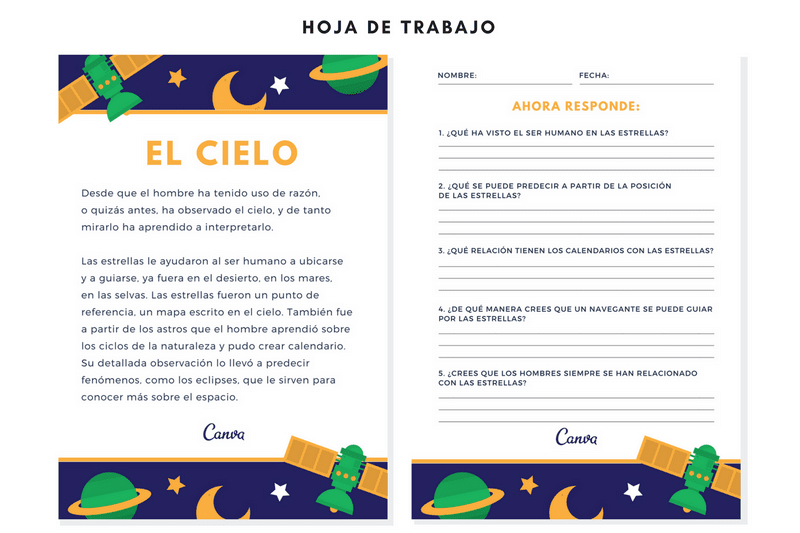 HOJA DE TRABAJO
EL CIELO
Desde que el hombre ha tenido uso de razón,
o quizás antes, ha observado el cielo, y de tanto
mirarlo ha aprendido a interpretarlo.
Las estrellas le ayudaron al ser humano a ubicarse
y a guiarse, ya fuera en el desierto, en los mares,
en las selvas. Las estrellas fueron un punto de
referencia, un mapa escrito en el cielo. También fue
a partir de los astros que el hombre aprendió sobre
los ciclos de la naturaleza y pudo crear calendario.
Su detallada observación lo llevó a predecir
fenómenos, como los eclipses, que le sirven para
conocer más sobre el espacio.
Canva
NOMBRE: FECHA:
AHORA RESPONDE:
1. ¿QUÉ HA VISTO EL SER HUMANO EN LAS ESTRELLAS?
2. ¿QUÉ SE PUEDE PREDECIR A PARTIR DE LA POSICIÓN
DE LAS ESTRELLAS?
3. ¿QUÉ RELACIÓN TIENEN LOS CALENDARIOS CON LAS ESTRELLAS?
4. ¿DE QUÉ MANERA CREES QUE UN NAVEGANTE SE PUEDE GUIAR
POR LAS ESTRELLAS?
5. ¿CREES QUE LOS HOMBRES SIEMPRE SE HAN RELACIONADO
CON LAS ESTRELLAS?
Canva